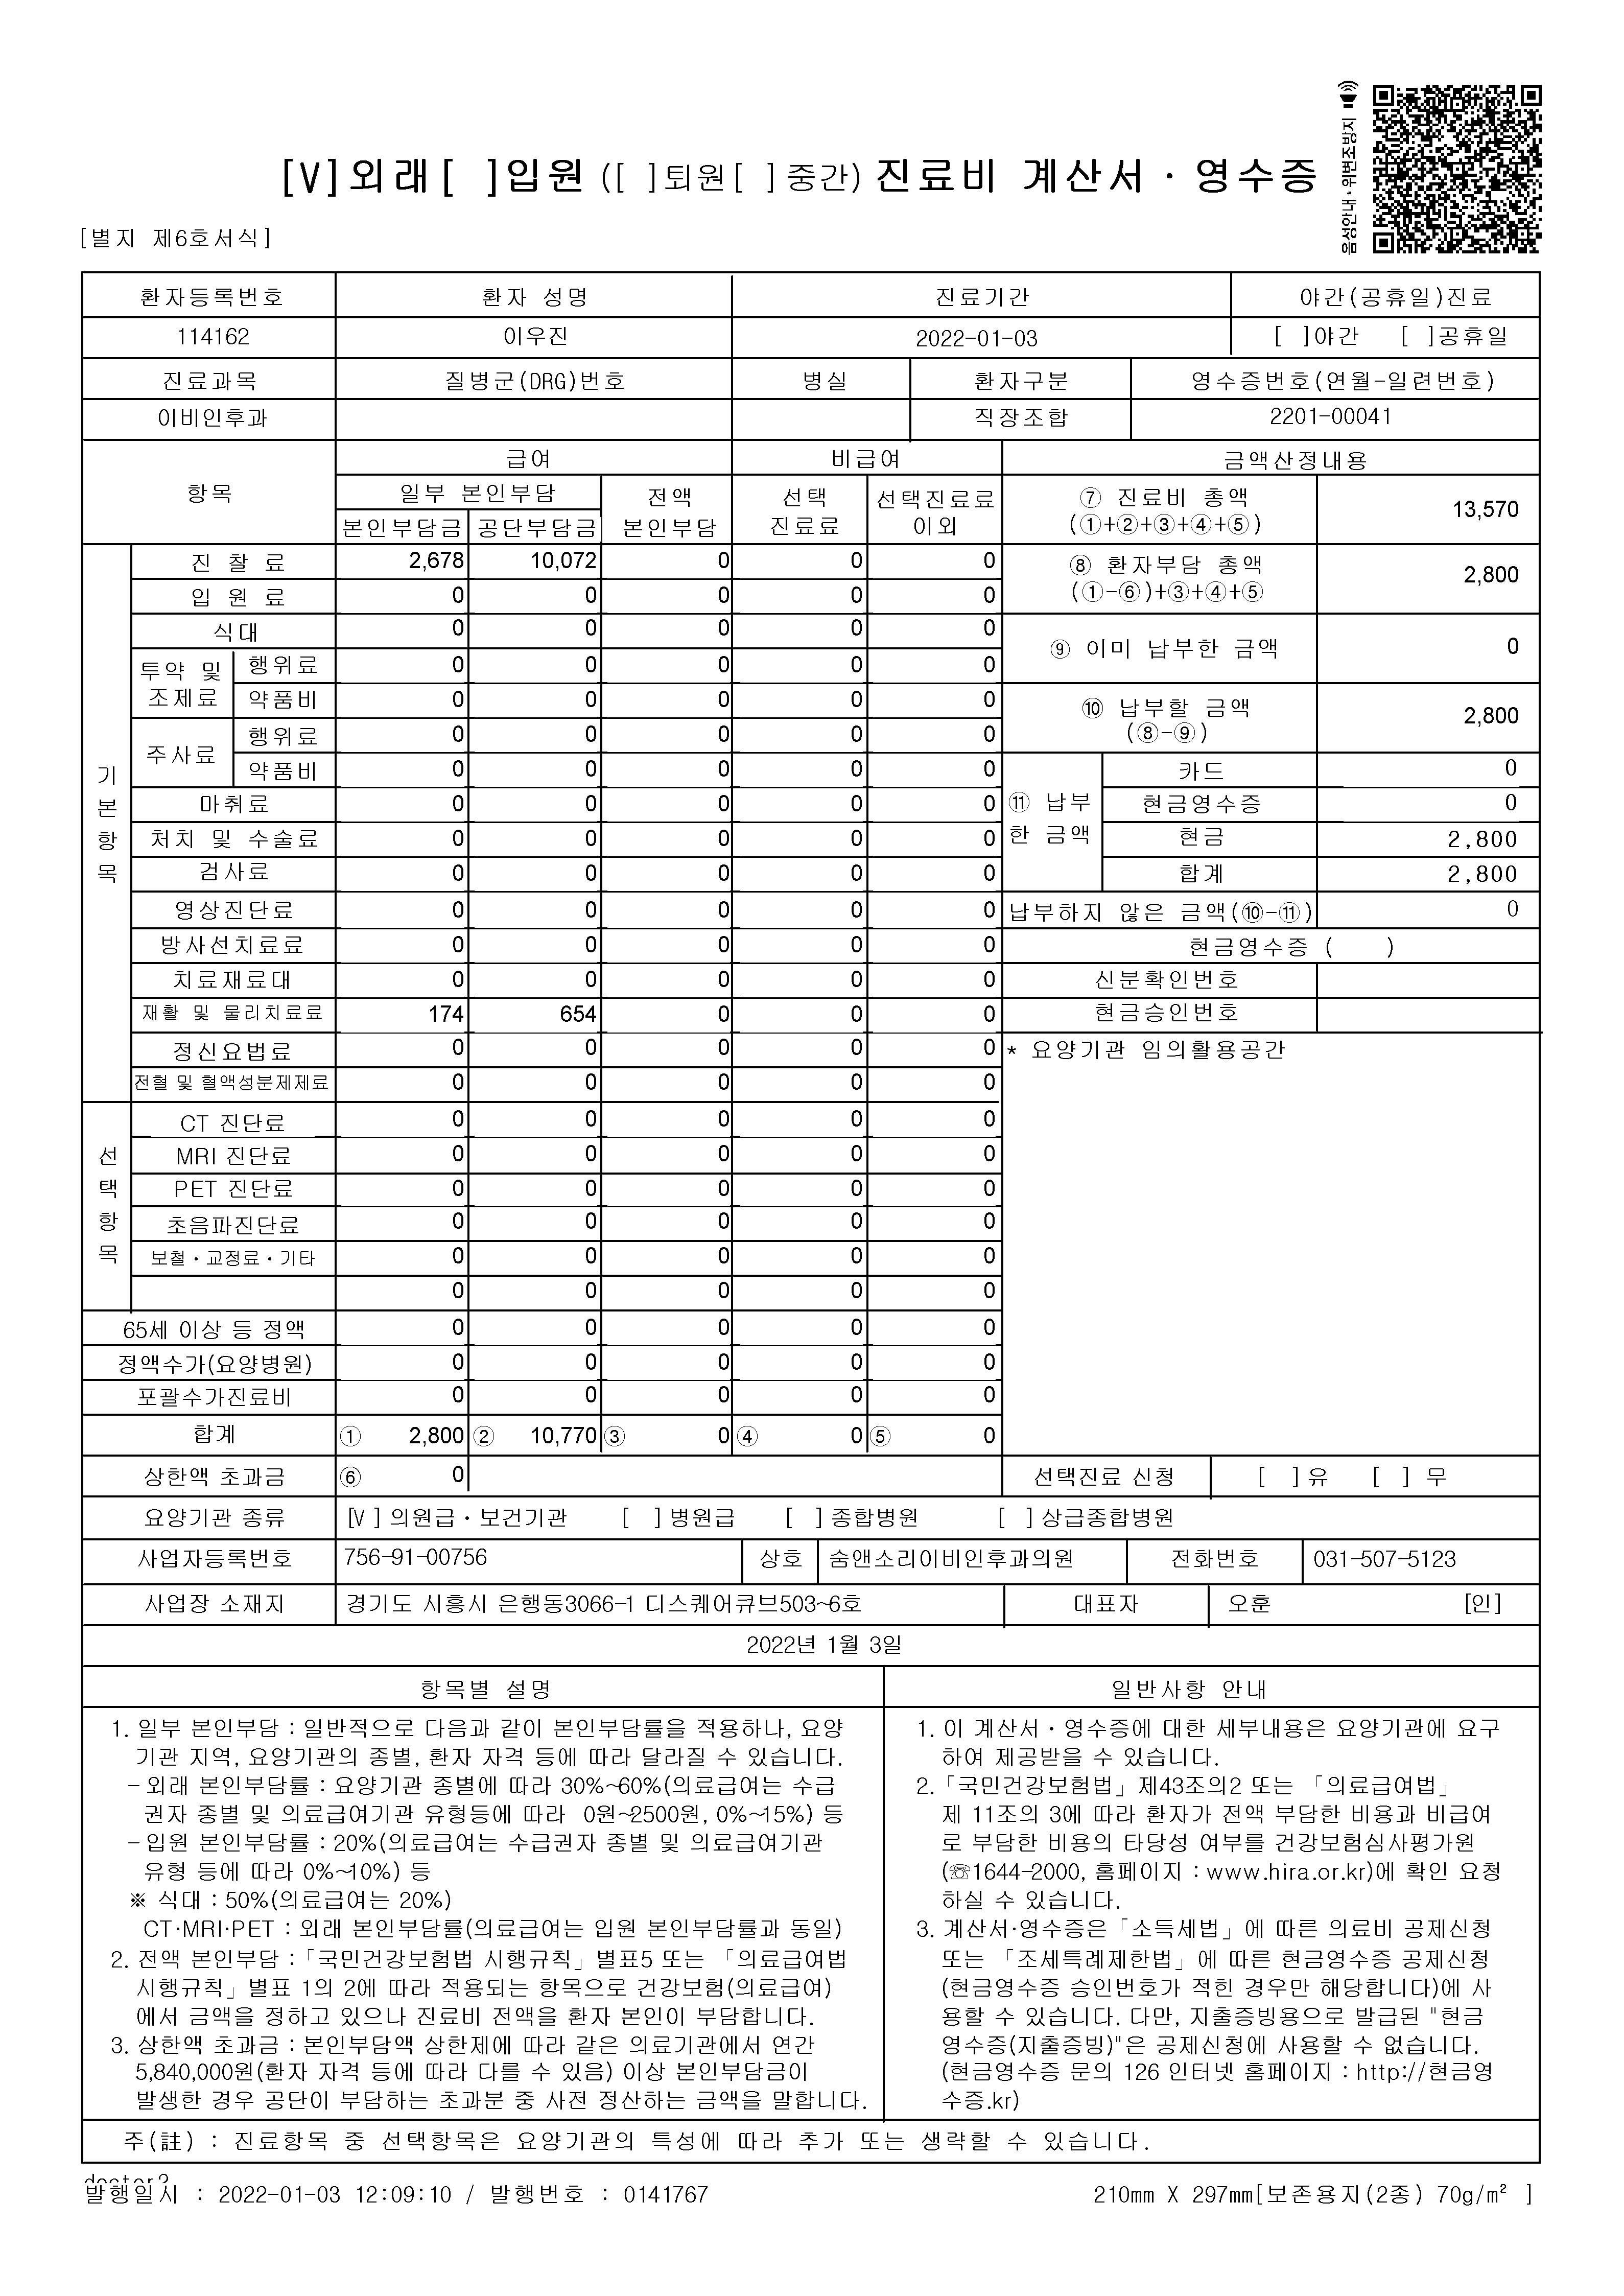 음성안내 · 위변조방지
[V]외래[ ]입원 ([ ]퇴원[ ]중간) 진료비 계산서 · 영수증
[별지 제6호서식]
환자등록번호 환자 성명 진료기간 야간(공휴일)진료
114162 이우진 2022-01-03 [ ]야간 [ ]공휴일
진료과목 질병군(DRG)번호 병실 환자구분 영수증번호(연월-일련번호)
이비인후과 직장조합 2201-00041
항목 급여 비급여 금액산정내용
일부 본인부담 전액 본인부담 선택 진료료 선택진료료 이외 ⑦ 진료비 총액 (①+②+③+④+⑤) 13,570
본인부담금 공단부담금
기본항목
진 찰 료 2,678 10,072 0 0 0 ⑧ 환자부담 총액 (①-⑥)+③+④+⑤ 2,800
입 원 료 0 0 0 0 0
식대 0 0 0 0 0 ⑨ 이미 납부한 금액 0
투약 및 조제료 행위료 0 0 0 0 0
약품비 0 0 0 0 0 ⑩ 납부할 금액 (⑧-⑨) 2,800
주사료 행위료 0 0 0 0 0
약품비 0 0 0 0 0 ⑪ 납부한 금액 카드 0
마취료 0 0 0 0 0 현금영수증 0
처치 및 수술료 0 0 0 0 0 현금 2,800
검사료 0 0 0 0 0 합계 2,800
영상진단료 0 0 0 0 0 납부하지 않은 금액(⑩-⑪) 0
방사선치료료 0 0 0 0 0 현금영수증 ( )
치료재료대 0 0 0 0 0 신분확인번호
재활 및 물리치료료 174 654 0 0 0 현금승인번호
정신요법료 0 0 0 0 0 * 요양기관 임의활용공간
전혈 및 혈액성분제제료 0 0 0 0 0
선택항목
CT 진단료 0 0 0 0 0
MRI 진단료 0 0 0 0 0
PET 진단료 0 0 0 0 0
초음파진단료 0 0 0 0 0
보철·교정료·기타 0 0 0 0 0
0 0 0 0 0
65세 이상 등 정액 0 0 0 0 0
정액수가(요양병원) 0 0 0 0 0
포괄수가진료비 0 0 0 0 0
합계 ① 2,800 ② 10,770 ③ 0 ④ 0 ⑤ 0
상한액 초과금 ⑥ 0 선택진료 신청 [ ]유 [ ] 무
요양기관 종류 [V ] 의원급·보건기관 [ ] 병원급 [ ] 종합병원 [ ] 상급종합병원
사업자등록번호 756-91-00756 상호 숨앤소리이비인후과의원 전화번호 031-507-5123
사업장 소재지 경기도 시흥시 은행동3066-1 디스퀘어큐브503~6호 대표자 오훈 [인]
2022년 1월 3일
항목별 설명
1. 일부 본인부담 : 일반적으로 다음과 같이 본인부담률을 적용하나, 요양
기관 지역, 요양기관의 종별, 환자 자격 등에 따라 달라질 수 있습니다.
- 외래 본인부담률 : 요양기관 종별에 따라 30%~60%(의료급여는 수급
권자 종별 및 의료급여기관 유형등에 따라 0원~2500원, 0%~15%) 등
- 입원 본인부담률 : 20%(의료급여는 수급권자 종별 및 의료급여기관
유형 등에 따라 0%~10%) 등
※ 식대 : 50%(의료급여는 20%)
CT·MRI·PET : 외래 본인부담률(의료급여는 입원 본인부담률과 동일)
2. 전액 본인부담 :「국민건강보험법 시행규칙」별표5 또는 「의료급여법
시행규칙」별표 1의 2에 따라 적용되는 항목으로 건강보험(의료급여)
에서 금액을 정하고 있으나 진료비 전액을 환자 본인이 부담합니다.
3. 상한액 초과금 : 본인부담액 상한제에 따라 같은 의료기관에서 연간
5,840,000원(환자 자격 등에 따라 다를 수 있음) 이상 본인부담금이
발생한 경우 공단이 부담하는 초과분 중 사전 정산하는 금액을 말합니다.
일반사항 안내
1. 이 계산서·영수증에 대한 세부내용은 요양기관에 요구
하여 제공받을 수 있습니다.
2.「국민건강보험법」제43조의2 또는 「의료급여법」
제 11조의 3에 따라 환자가 전액 부담한 비용과 비급여
로 부담한 비용의 타당성 여부를 건강보험심사평가원
(☏1644-2000, 홈페이지 : www.hira.or.kr)에 확인 요청
하실 수 있습니다.
3. 계산서·영수증은「소득세법」에 따른 의료비 공제신청
또는 「조세특례제한법」에 따른 현금영수증 공제신청
(현금영수증 승인번호가 적힌 경우만 해당합니다)에 사
용할 수 있습니다. 다만, 지출증빙용으로 발급된 "현금
영수증(지출증빙)"은 공제신청에 사용할 수 없습니다.
(현금영수증 문의 126 인터넷 홈페이지 : http://현금영
수증.kr)
주(註) : 진료항목 중 선택항목은 요양기관의 특성에 따라 추가 또는 생략할 수 있습니다.
발행일시 : 2022-01-03 12:09:10 / 발행번호 : 0141767
210mm X 297mm[보존용지(2종) 70g/m² ]